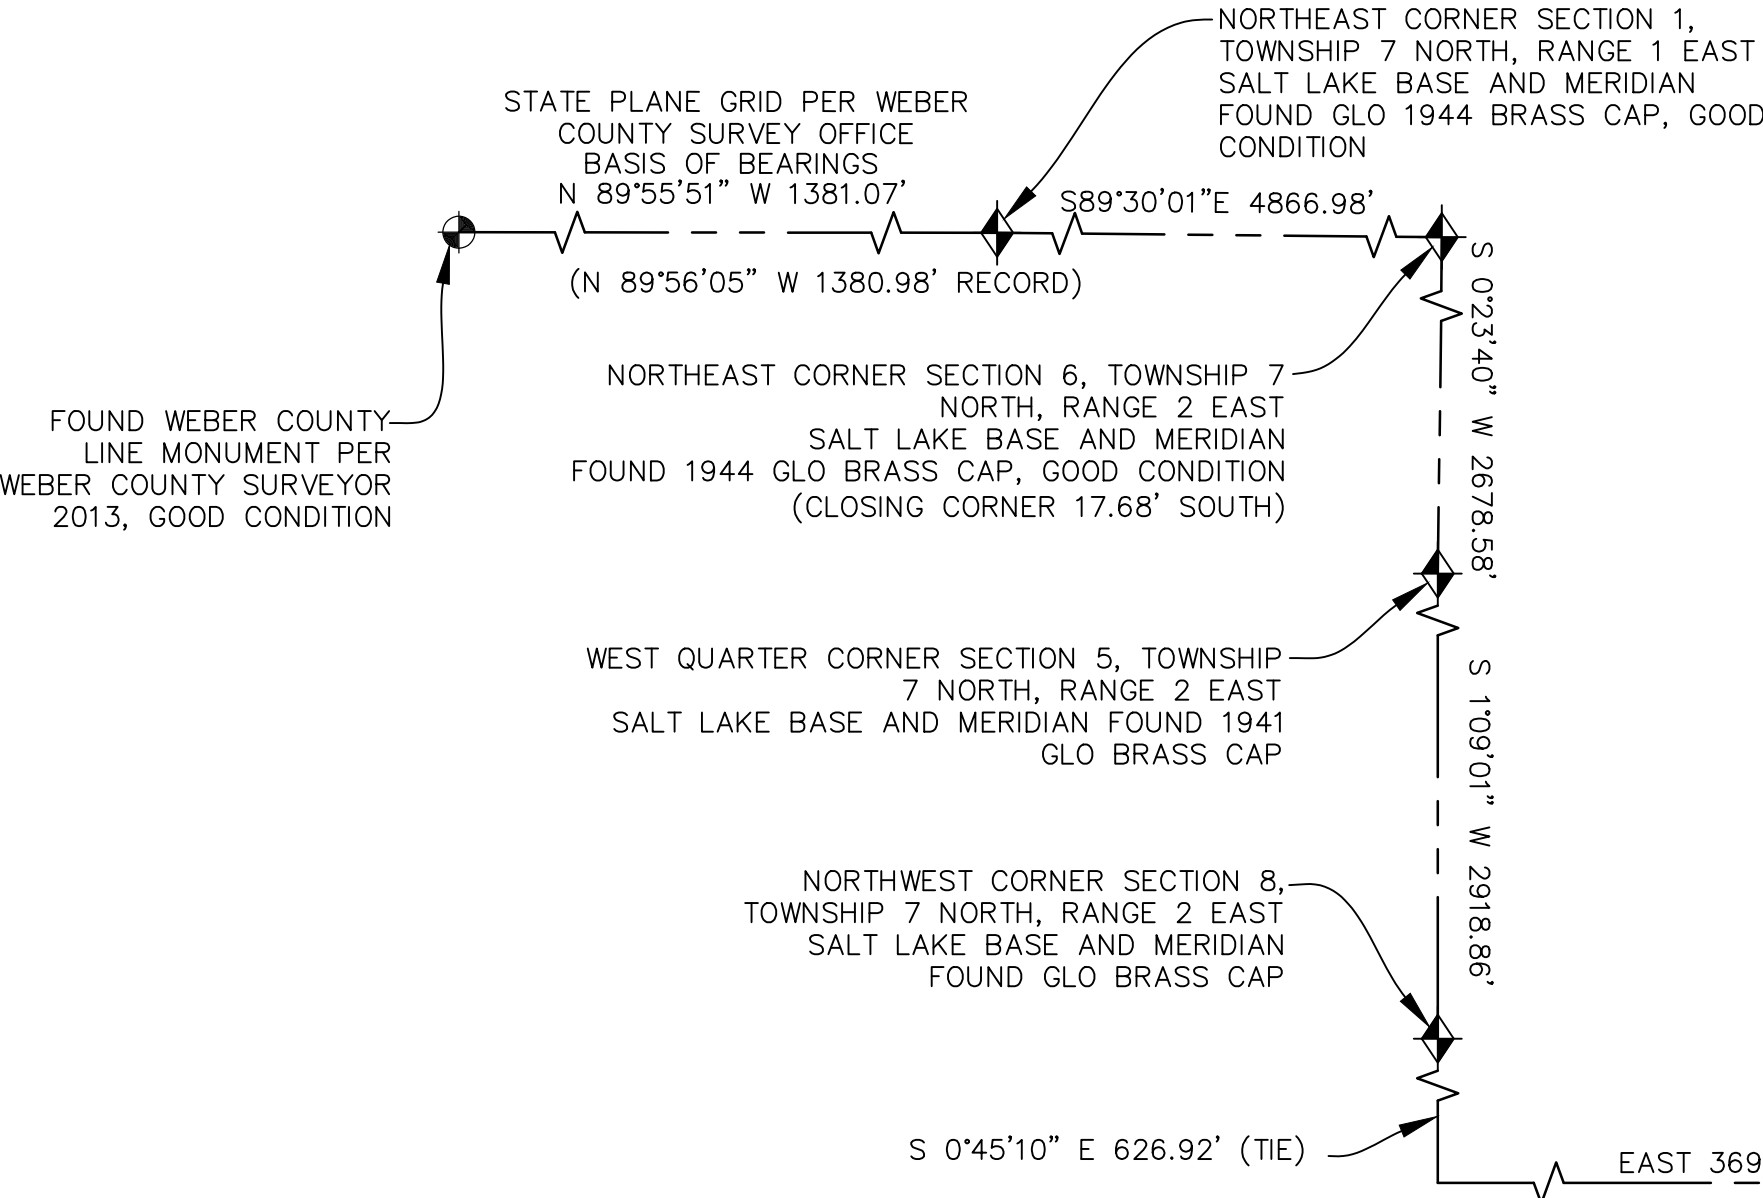 NORTHEAST CORNER SECTION 1,
TOWNSHIP 7 NORTH, RANGE 1 EAST
SALT LAKE BASE AND MERIDIAN
FOUND GLO 1944 BRASS CAP, GOOD
CONDITION
STATE PLANE GRID PER WEBER
COUNTY SURVEY OFFICE
BASIS OF BEARINGS
N 89°55'51" W 1381.07'
S89°30'01"E 4866.98'
(N 89°56'05" W 1380.98' RECORD)
S 0°23'40" W 2678.58'
NORTHEAST CORNER SECTION 6, TOWNSHIP 7
NORTH, RANGE 2 EAST
SALT LAKE BASE AND MERIDIAN
FOUND 1944 GLO BRASS CAP, GOOD CONDITION
(CLOSING CORNER 17.68' SOUTH)
FOUND WEBER COUNTY
LINE MONUMENT PER
WEBER COUNTY SURVEYOR
2013, GOOD CONDITION
WEST QUARTER CORNER SECTION 5, TOWNSHIP
7 NORTH, RANGE 2 EAST
SALT LAKE BASE AND MERIDIAN FOUND 1941
GLO BRASS CAP
S 1°09'01" W 2918.86'
NORTHWEST CORNER SECTION 8,
TOWNSHIP 7 NORTH, RANGE 2 EAST
SALT LAKE BASE AND MERIDIAN
FOUND GLO BRASS CAP
S 0°45'10" E 626.92' (TIE)
EAST 369